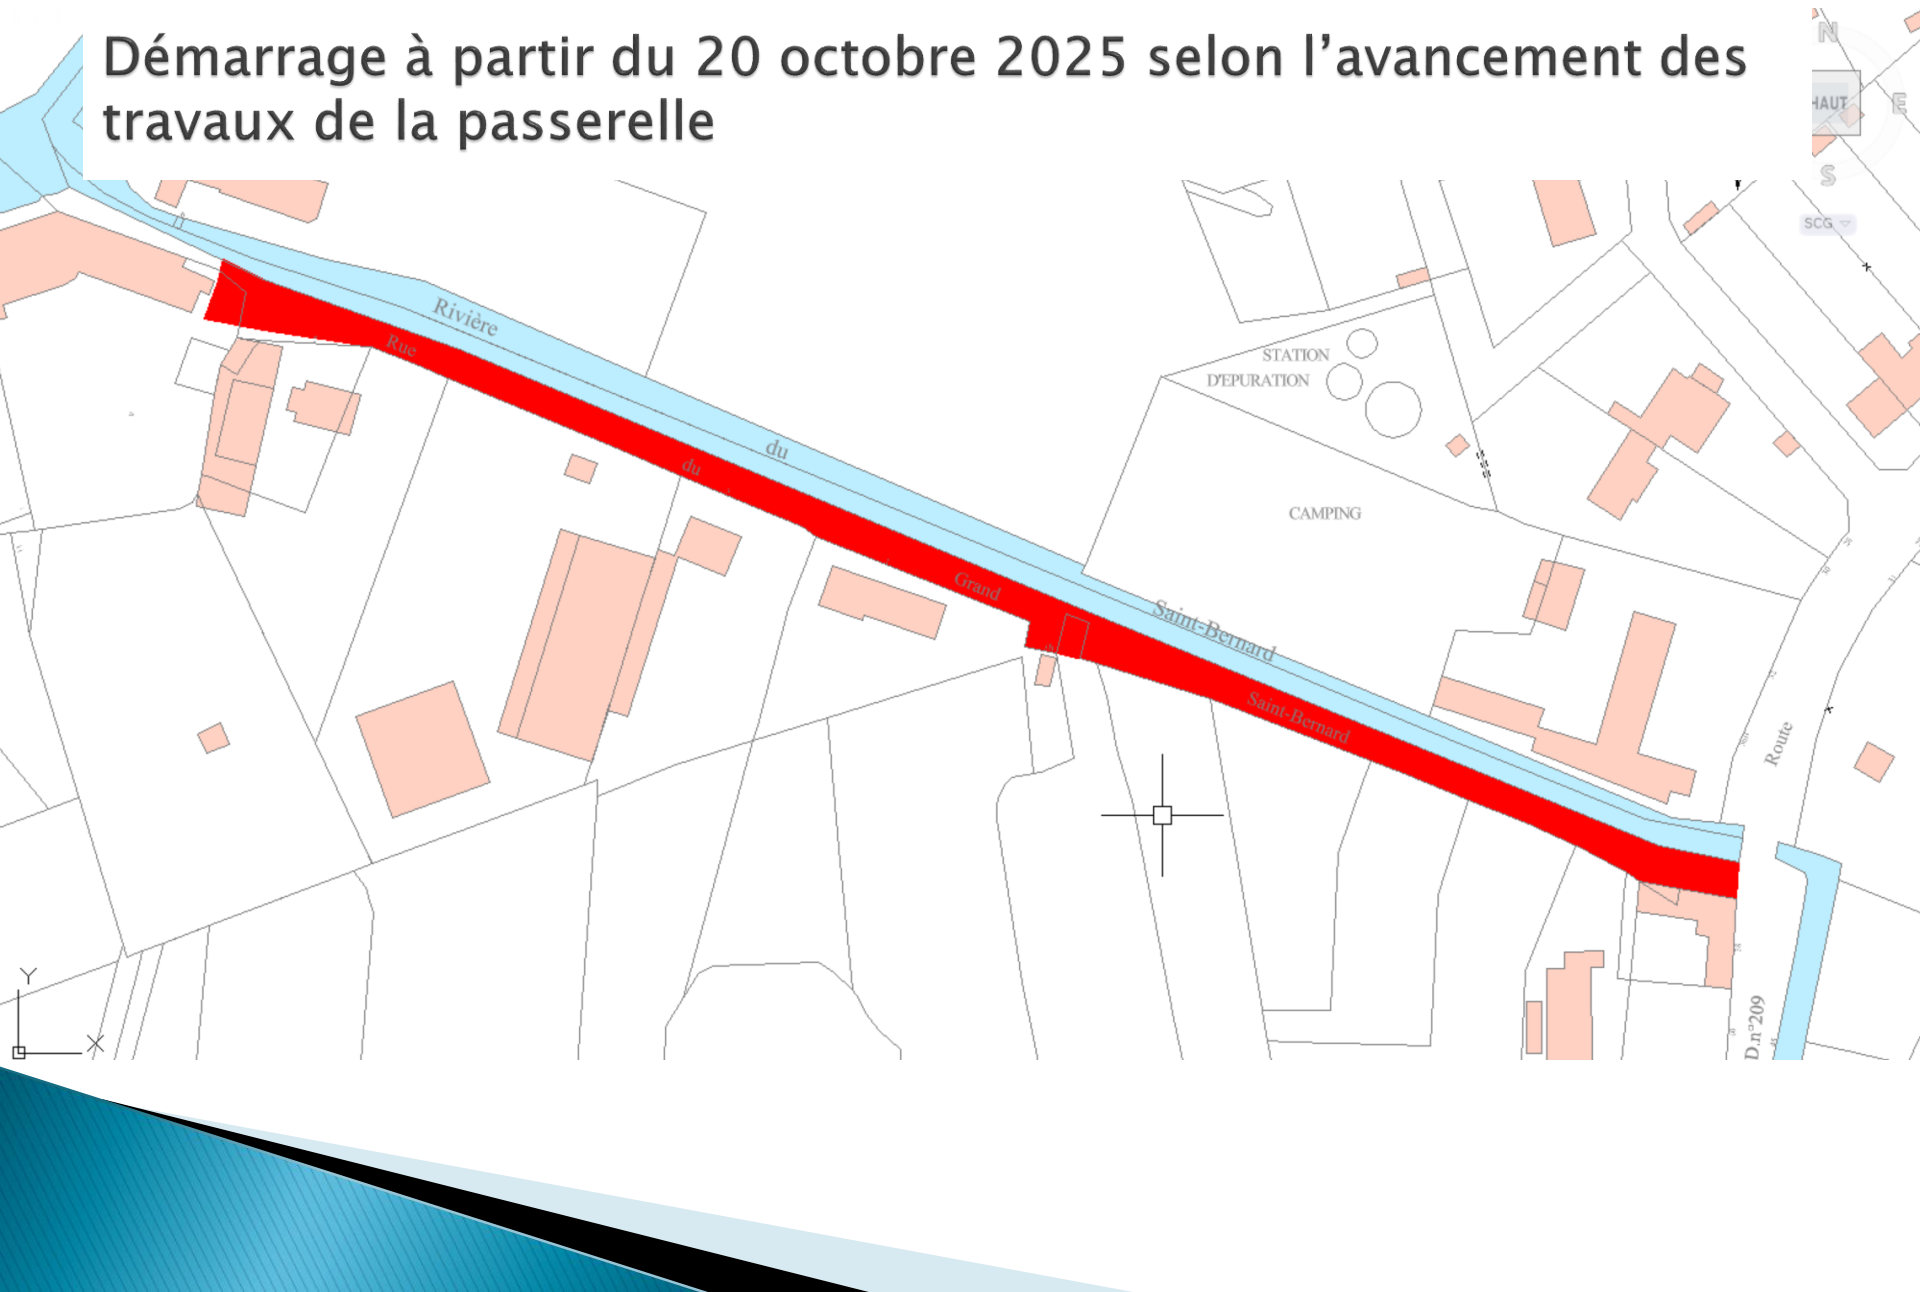 Démarrage à partir du 20 octobre 2025 selon l’avancement des
travaux de la passerelle
N
HAUT
E
S
SCG
Rivière
Rue
STATION
D'EPURATION
du
du
CAMPING
Grand
Saint-Bernard
Saint-Bernard
Route
D.n°209
Y
X